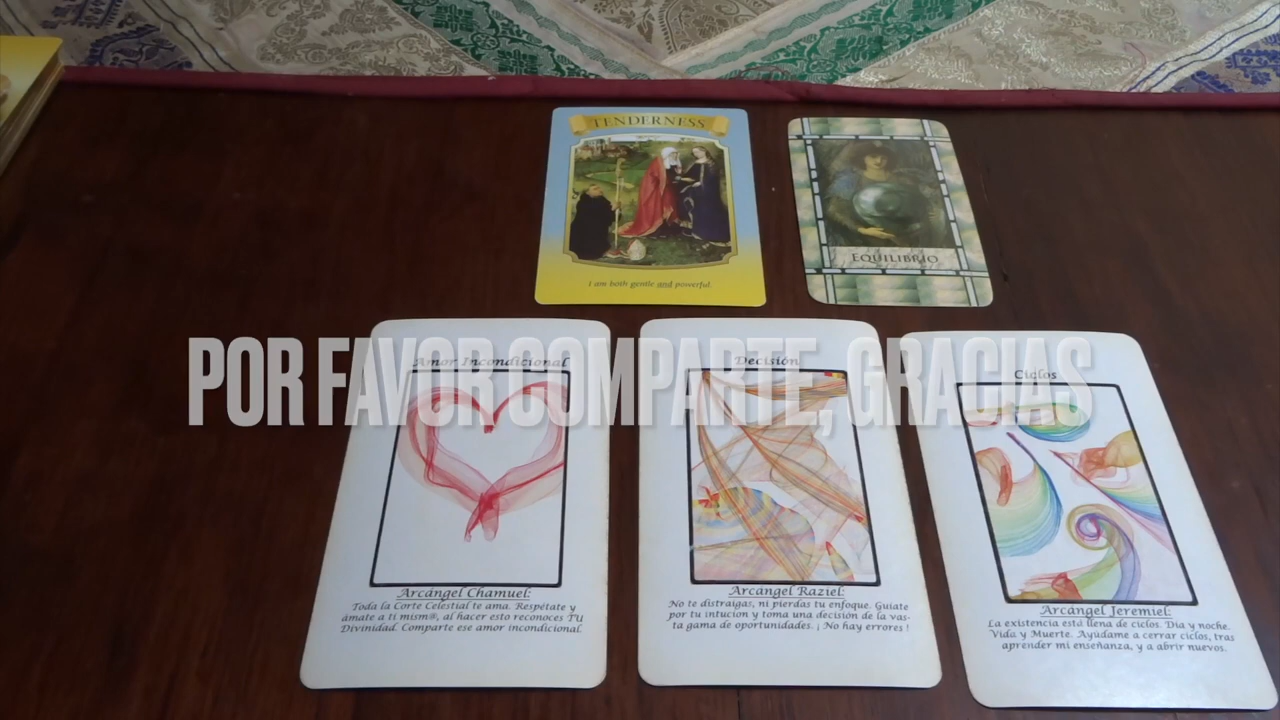 TENDERNESS
I am both gentle and powerful.
EQUILIBRIO
POR FAVOR COMPARTE, GRACIAS
Amor Incondicional
Arcángel Chamuel:
Toda la Corte Celestial te ama. Respétate y
ámate a ti mism@, al hacer esto reconoces TU
Divinidad. Comparte ese amor incondicional.
Decisión
Arcángel Raziel:
No te distraigas, ni pierdas tu enfoque. Guíate
por tu intucion y toma una decisión de la vas-
ta gama de oportunidades. ¡ No hay errores !
Ciclos
Arcángel Jeremiel:
La existencia está llena de ciclos. Día y noche.
Vida y Muerte. Ayúdame a cerrar ciclos, tras
aprender mi enseñanza, y a abrir nuevos.